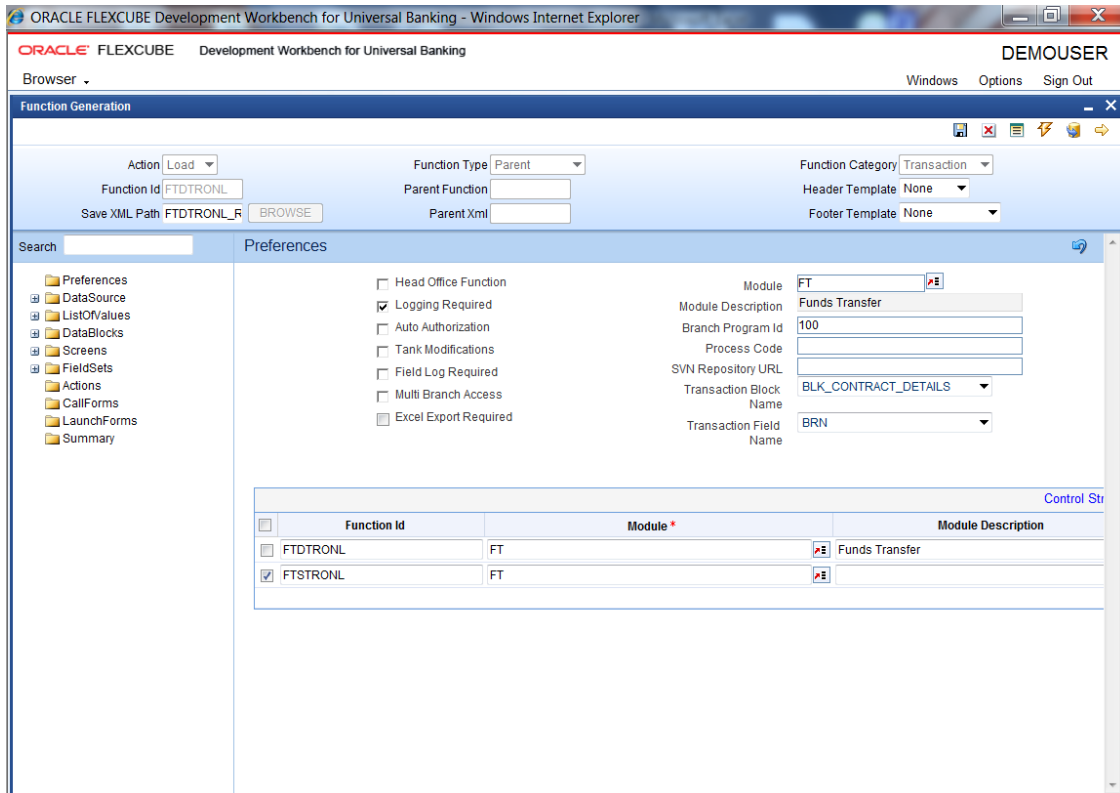 ORACLE FLEXCUBE Development Workbench for Universal Banking - Windows Internet Explorer
ORACLE FLEXCUBE Development Workbench for Universal Banking DEMOUSER
Browser Windows Options Sign Out
Function Generation
Action Load Function Type Parent Function Category Transaction
Function Id FTDTRONL Parent Function Header Template None
Save XML Path FTDTRONL_R BROWSE Parent Xml Footer Template None
Search Preferences
Preferences
DataSource
ListOfValues
DataBlocks
Screens
FieldSets
Actions
CallForms
LaunchForms
Summary
Head Office Function
Logging Required
Auto Authorization
Tank Modifications
Field Log Required
Multi Branch Access
Excel Export Required
Module FT
Module Description Funds Transfer
Branch Program Id 100
Process Code
SVN Repository URL
Transaction Block BLK_CONTRACT_DETAILS
Name
Transaction Field BRN
Name
Control Str
Function Id Module * Module Description
FTDTRONL FT Funds Transfer
FTSTRONL FT